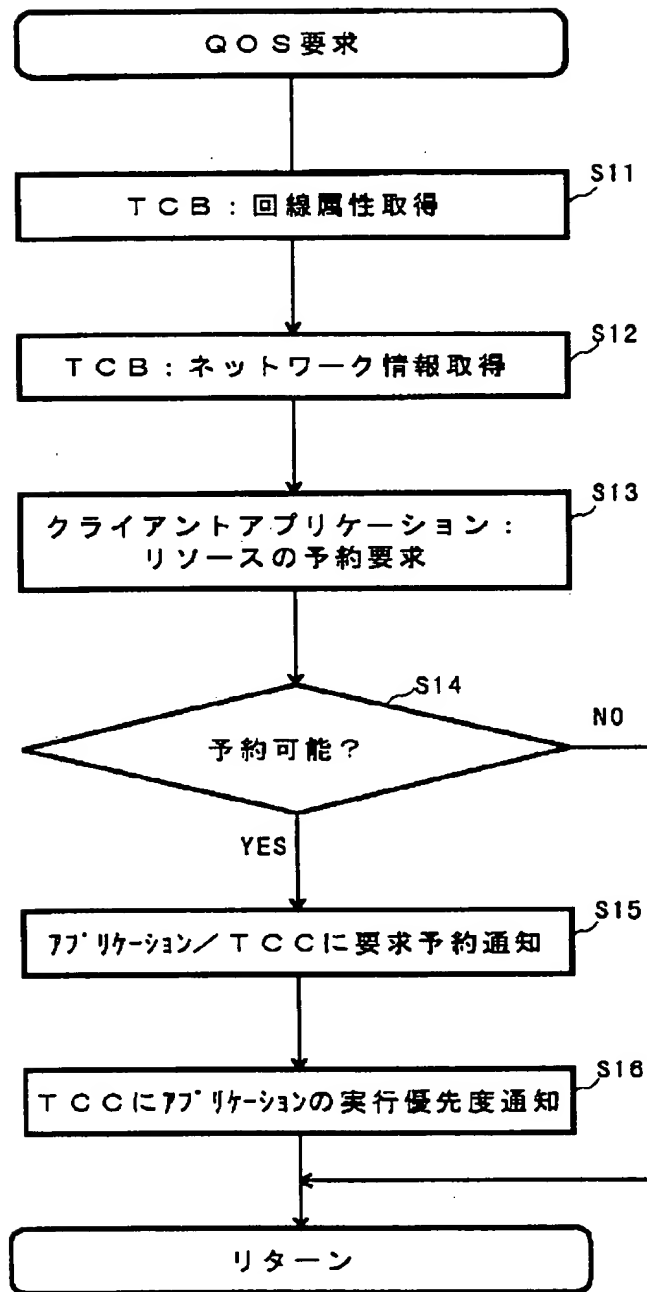 QOS要求
S11
TCB:回線属性取得
S12
TCB:ネットワーク情報取得
S13
クライアントアプリケーション:
リソースの予約要求
S14
予約可能?
NO
YES
S15
アプリケーション/TCCに要求予約通知
S16
TCCにアプリケーションの実行優先度通知
リターン